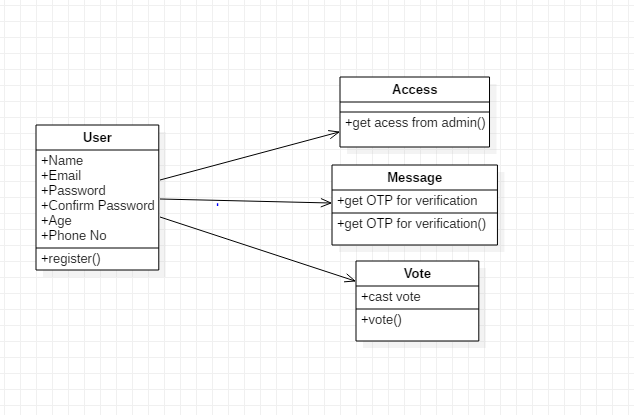 User
+Name
+Email
+Password
+Confirm Password
+Age
+Phone No
+register()
Access
+get acess from admin()
Message
+get OTP for verification
+get OTP for verification()
Vote
+cast vote
+vote()